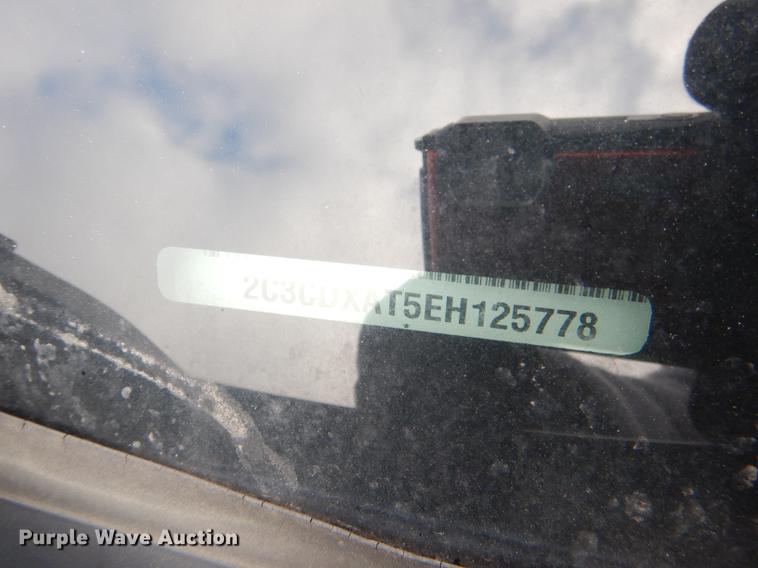 2C3CDXAT5EH125778
Purple Wave Auction